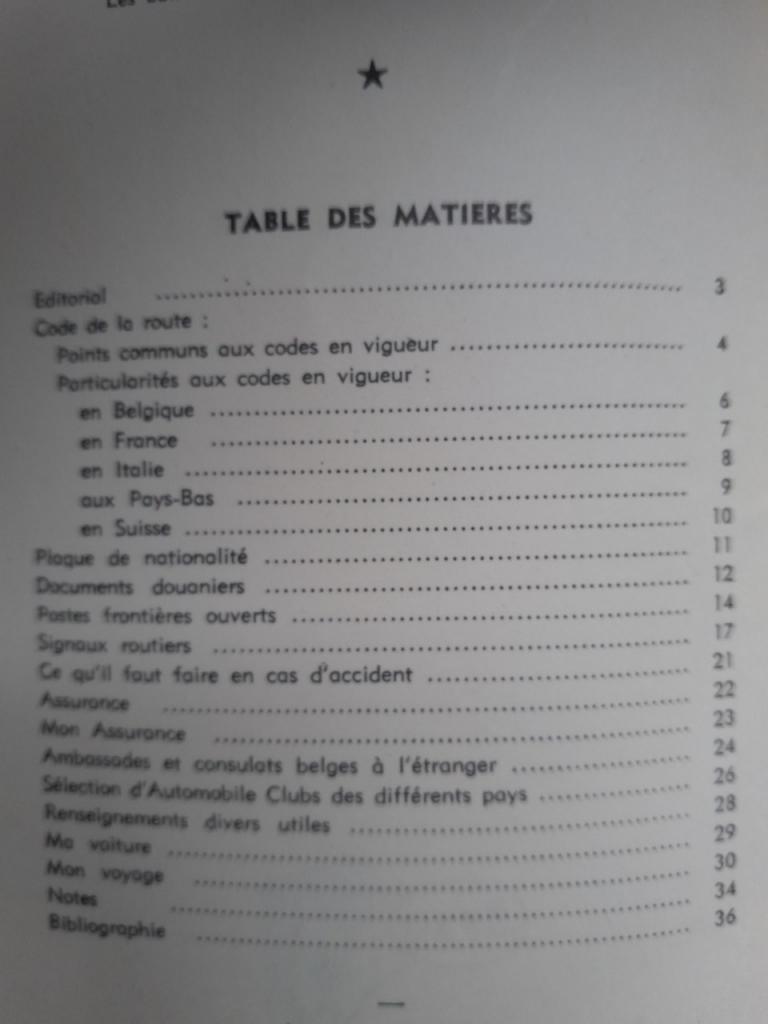 Les
★
TABLE DES MATIERES
Editorial ........ 3
Code de la route :
Points communs aux codes en vigueur ........ 4
Particularités aux codes en vigueur :
en Belgique ........ 6
en France ........ 7
en Italie ........ 8
aux Pays-Bas ........ 9
en Suisse ........ 10
Plaque de nationalité ........ 11
Documents douaniers ........ 12
Postes frontières ouverts ........ 14
Signaux routiers ........ 17
Ce qu'il faut faire en cas d'accident ........ 21
Assurance ........ 22
Mon Assurance ........ 23
Ambassades et consulats belges à l'étranger ........ 24
Sélection d'Automobile Clubs des différents pays ........ 26
Renseignements divers utiles ........ 28
Ma voiture ........ 29
Mon voyage ........ 30
Notes ........ 34
Bibliographie ........ 36
—